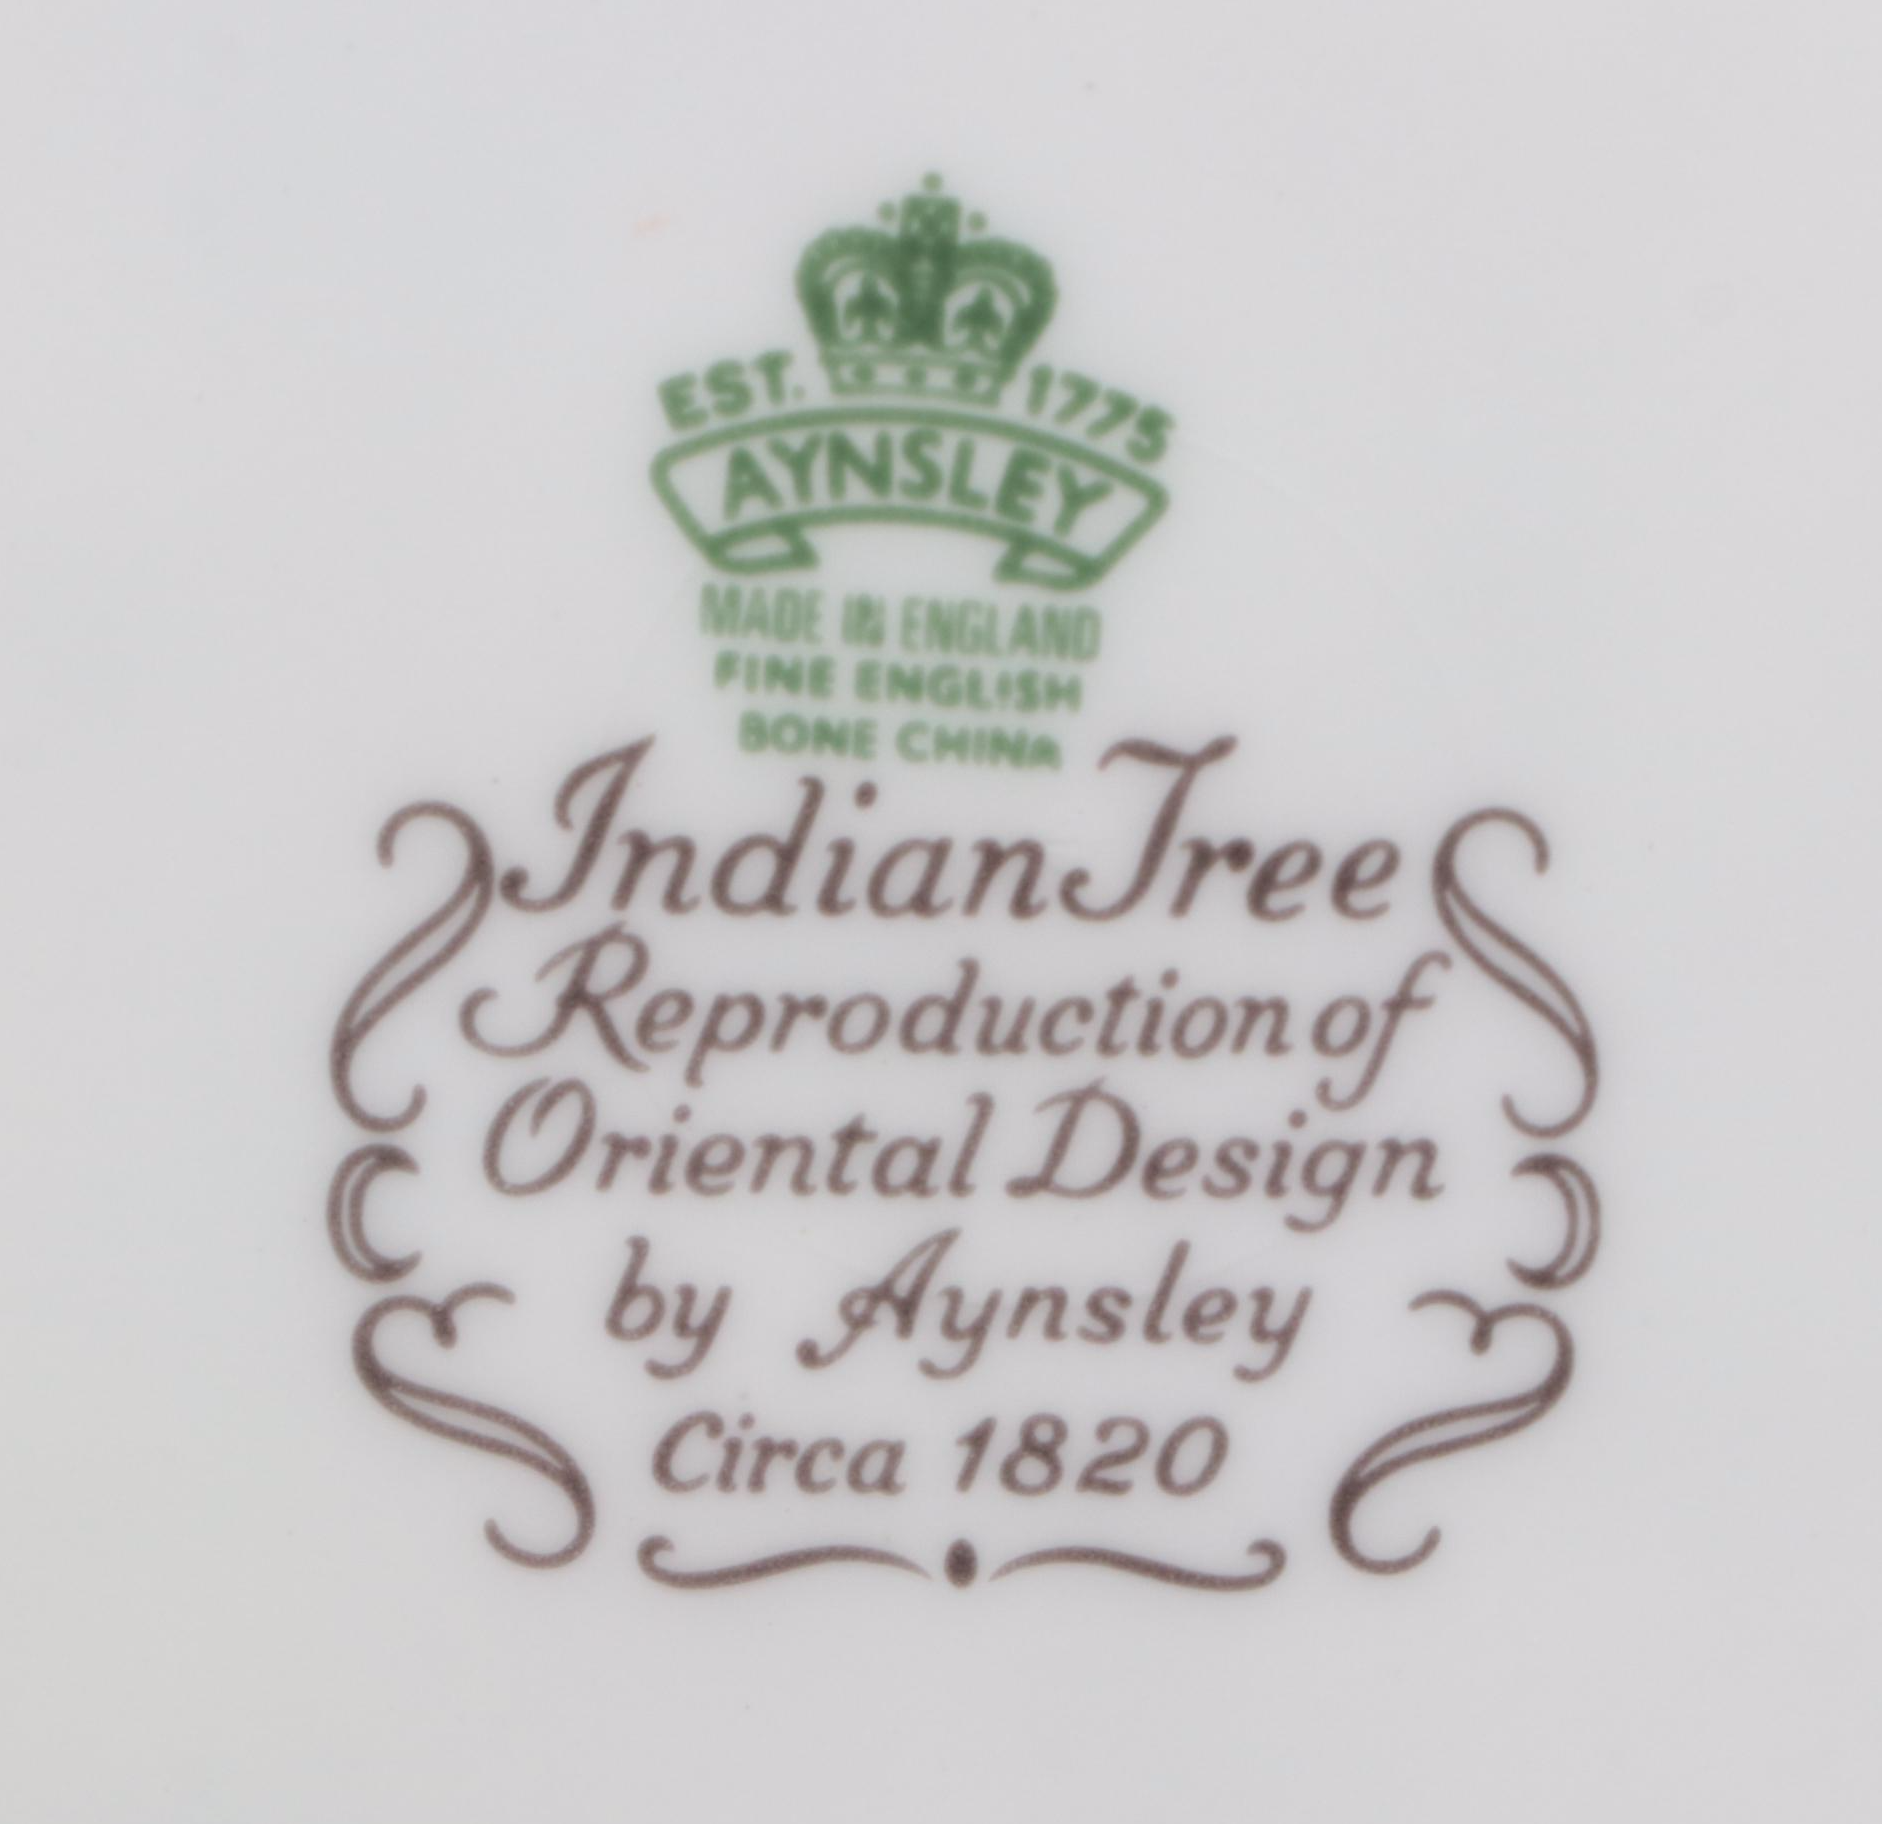 EST. 1775
AYNSLEY
MADE IN ENGLAND
FINE ENGLISH
BONE CHINA
Indian Tree
Reproduction of
Oriental Design
by Aynsley
Circa 1820